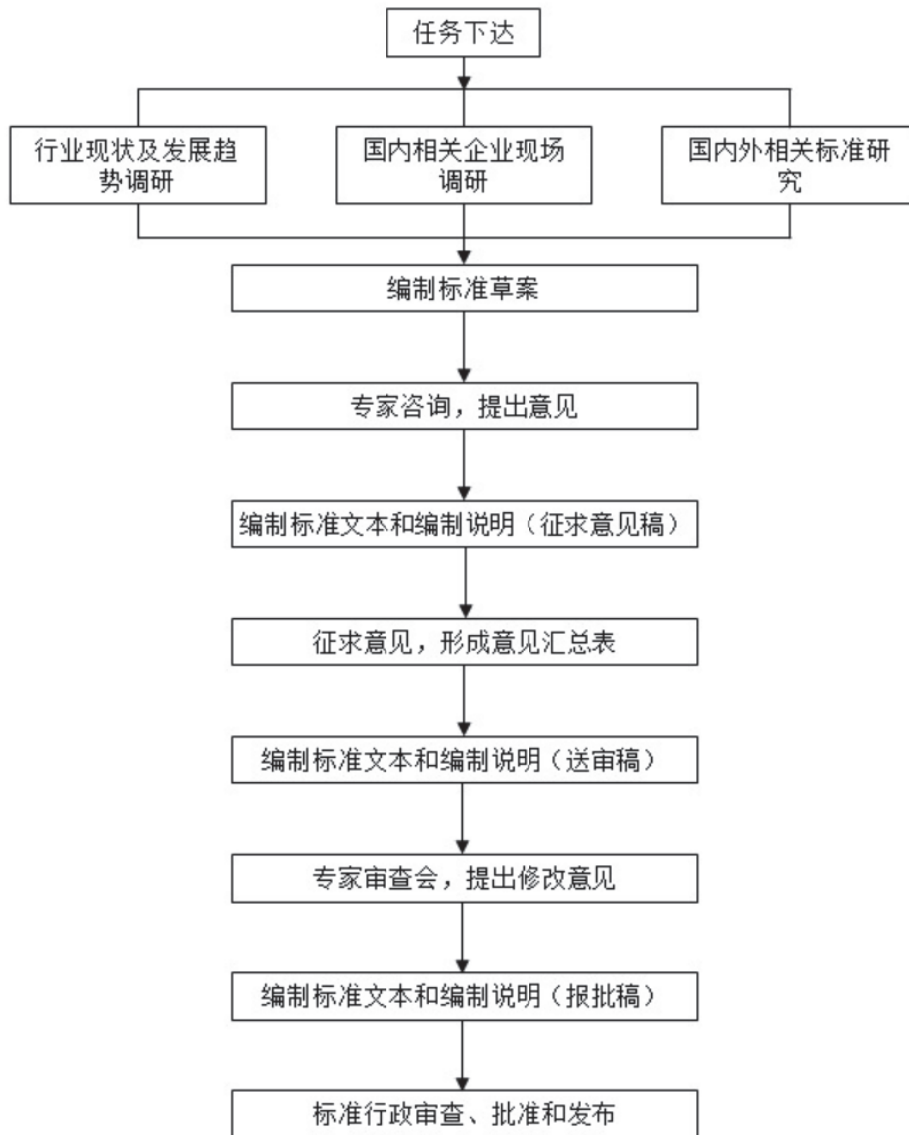 任务下达
行业现状及发展趋
势调研
国内相关企业现场
调研
国内外相关标准研
究
编制标准草案
专家咨询，提出意见
编制标准文本和编制说明（征求意见稿）
征求意见，形成意见汇总表
编制标准文本和编制说明（送审稿）
专家审查会，提出修改意见
编制标准文本和编制说明（报批稿）
标准行政审查、批准和发布